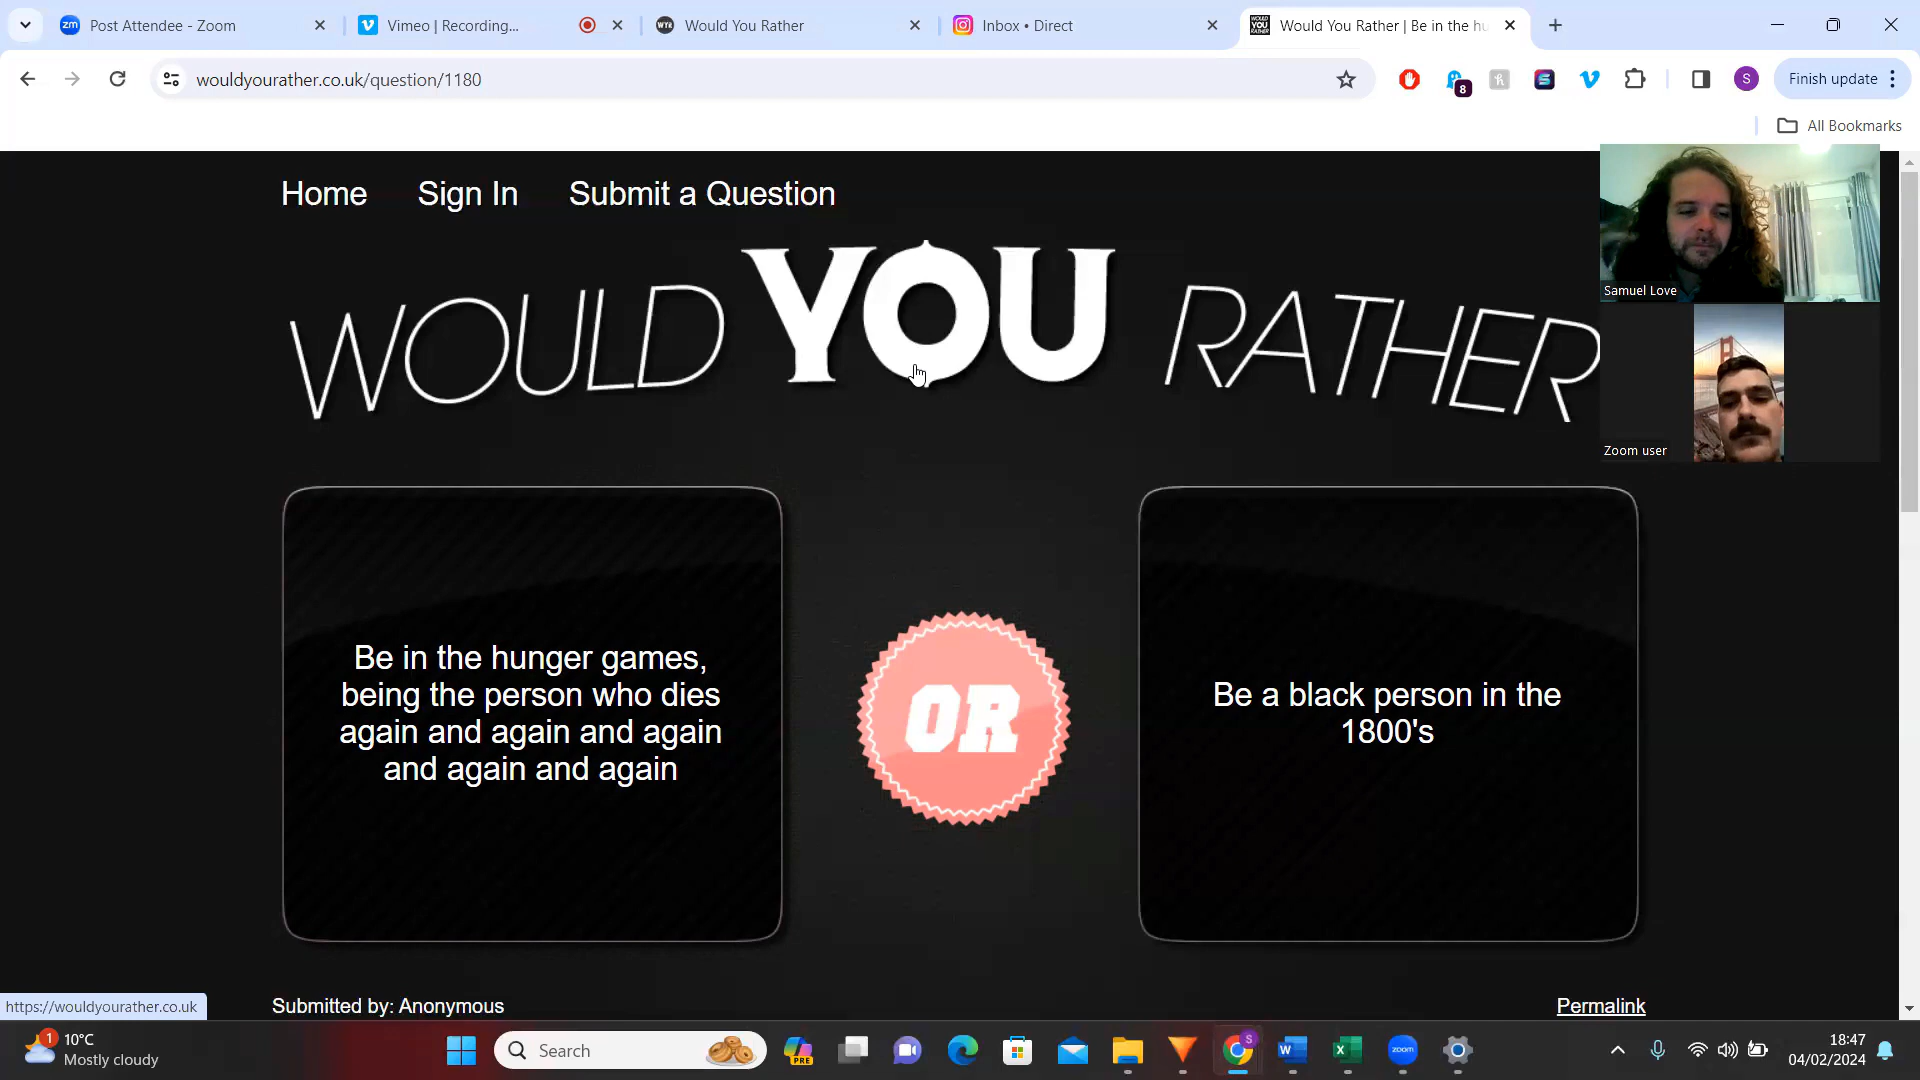 Post Attendee - Zoom
Vimeo | Recording...
Would You Rather
Inbox • Direct
Would You Rather | Be in the hu
wouldyourather.co.uk/question/1180
8
S
Finish update
All Bookmarks
Home Sign In Submit a Question
WOULD YOU RATHER
Samuel Love
Zoom user
Be in the hunger games,
being the person who dies
again and again and again
and again and again
OR
Be a black person in the
1800's
https://wouldyourather.co.uk
Submitted by: Anonymous
Permalink
1
10°C
Mostly cloudy
Search
PRE
S
zoom
18:47
04/02/2024